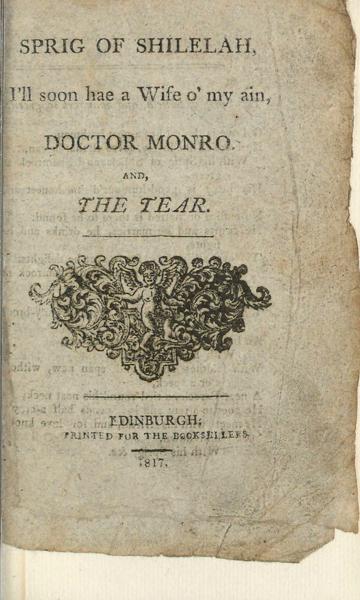 SPRIG OF SHILELAH,
I'll soon hae a Wife o' my ain,
DOCTOR MONRO.
AND,
THE TEAR.
EDINBURGH;
PRINTED FOR THE BOOKSELLERS.
1817.